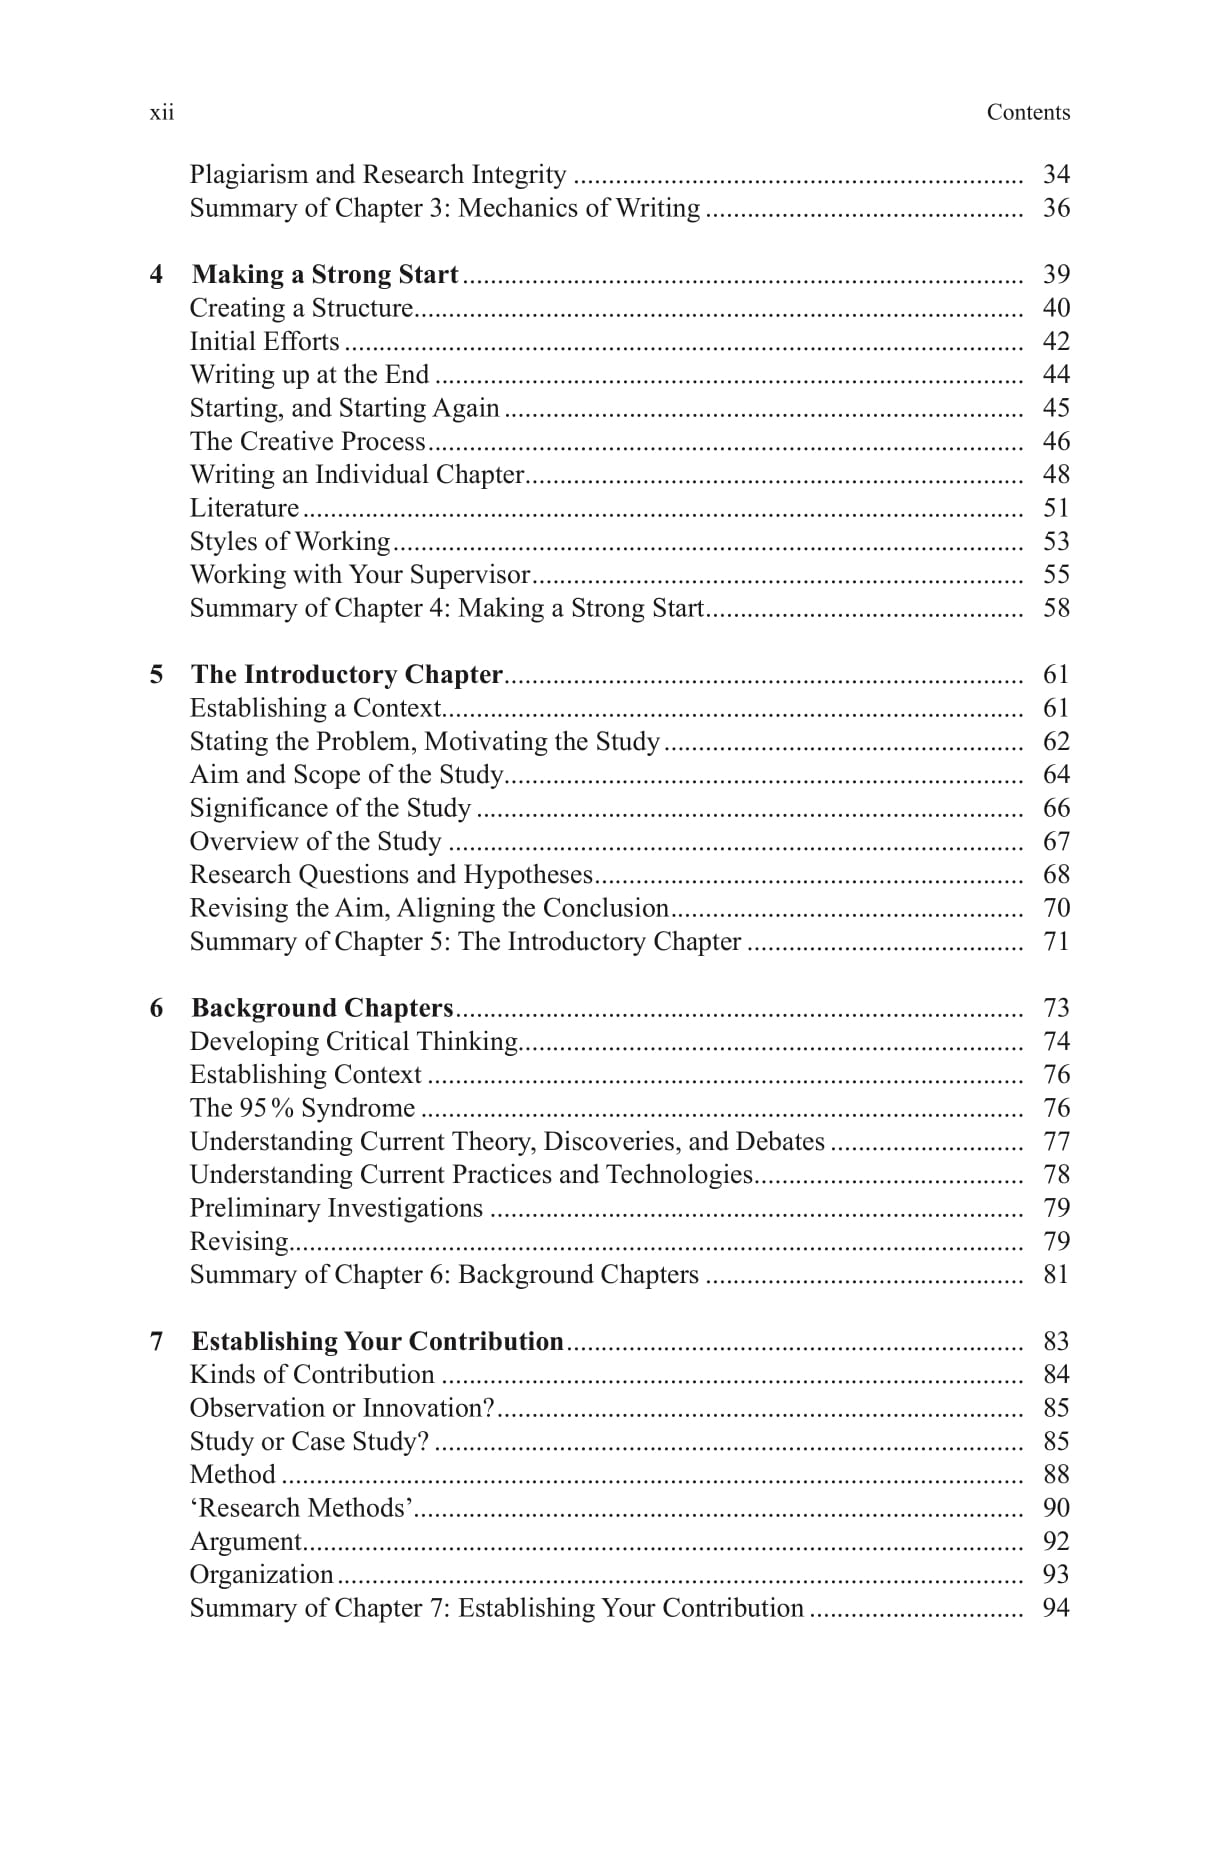 xii Contents
Plagiarism and Research Integrity ................................................................ 34
Summary of Chapter 3: Mechanics of Writing ............................................. 36
4 Making a Strong Start ................................................................................ 39
Creating a Structure....................................................................................... 40
Initial Efforts ................................................................................................. 42
Writing up at the End .................................................................................... 44
Starting, and Starting Again .......................................................................... 45
The Creative Process..................................................................................... 46
Writing an Individual Chapter....................................................................... 48
Literature ....................................................................................................... 51
Styles of Working.......................................................................................... 53
Working with Your Supervisor...................................................................... 55
Summary of Chapter 4: Making a Strong Start............................................. 58
5 The Introductory Chapter.......................................................................... 61
Establishing a Context................................................................................... 61
Stating the Problem, Motivating the Study ................................................... 62
Aim and Scope of the Study.......................................................................... 64
Significance of the Study .............................................................................. 66
Overview of the Study .................................................................................. 67
Research Questions and Hypotheses............................................................. 68
Revising the Aim, Aligning the Conclusion.................................................. 70
Summary of Chapter 5: The Introductory Chapter ....................................... 71
6 Background Chapters................................................................................. 73
Developing Critical Thinking........................................................................ 74
Establishing Context ..................................................................................... 76
The 95 % Syndrome ...................................................................................... 76
Understanding Current Theory, Discoveries, and Debates ........................... 77
Understanding Current Practices and Technologies...................................... 78
Preliminary Investigations ............................................................................ 79
Revising......................................................................................................... 79
Summary of Chapter 6: Background Chapters ............................................. 81
7 Establishing Your Contribution................................................................. 83
Kinds of Contribution ................................................................................... 84
Observation or Innovation?........................................................................... 85
Study or Case Study? .................................................................................... 85
Method .......................................................................................................... 88
‘Research Methods’....................................................................................... 90
Argument....................................................................................................... 92
Organization .................................................................................................. 93
Summary of Chapter 7: Establishing Your Contribution .............................. 94